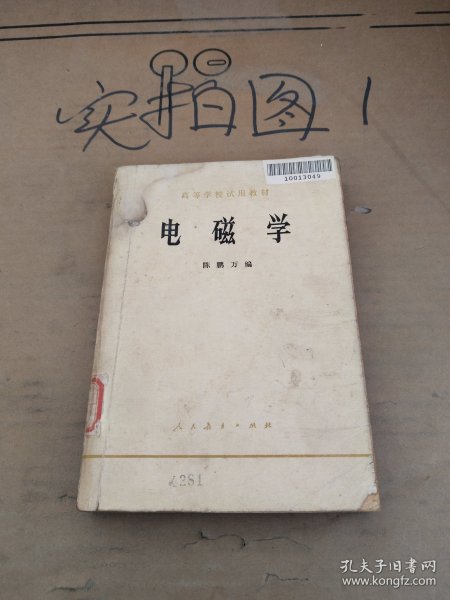 实拍图 1
10013049
高等学校试用教材
电磁学
陈鹏万编
人民教育出版社
4281
孔夫子旧书网
www.kongfz.com